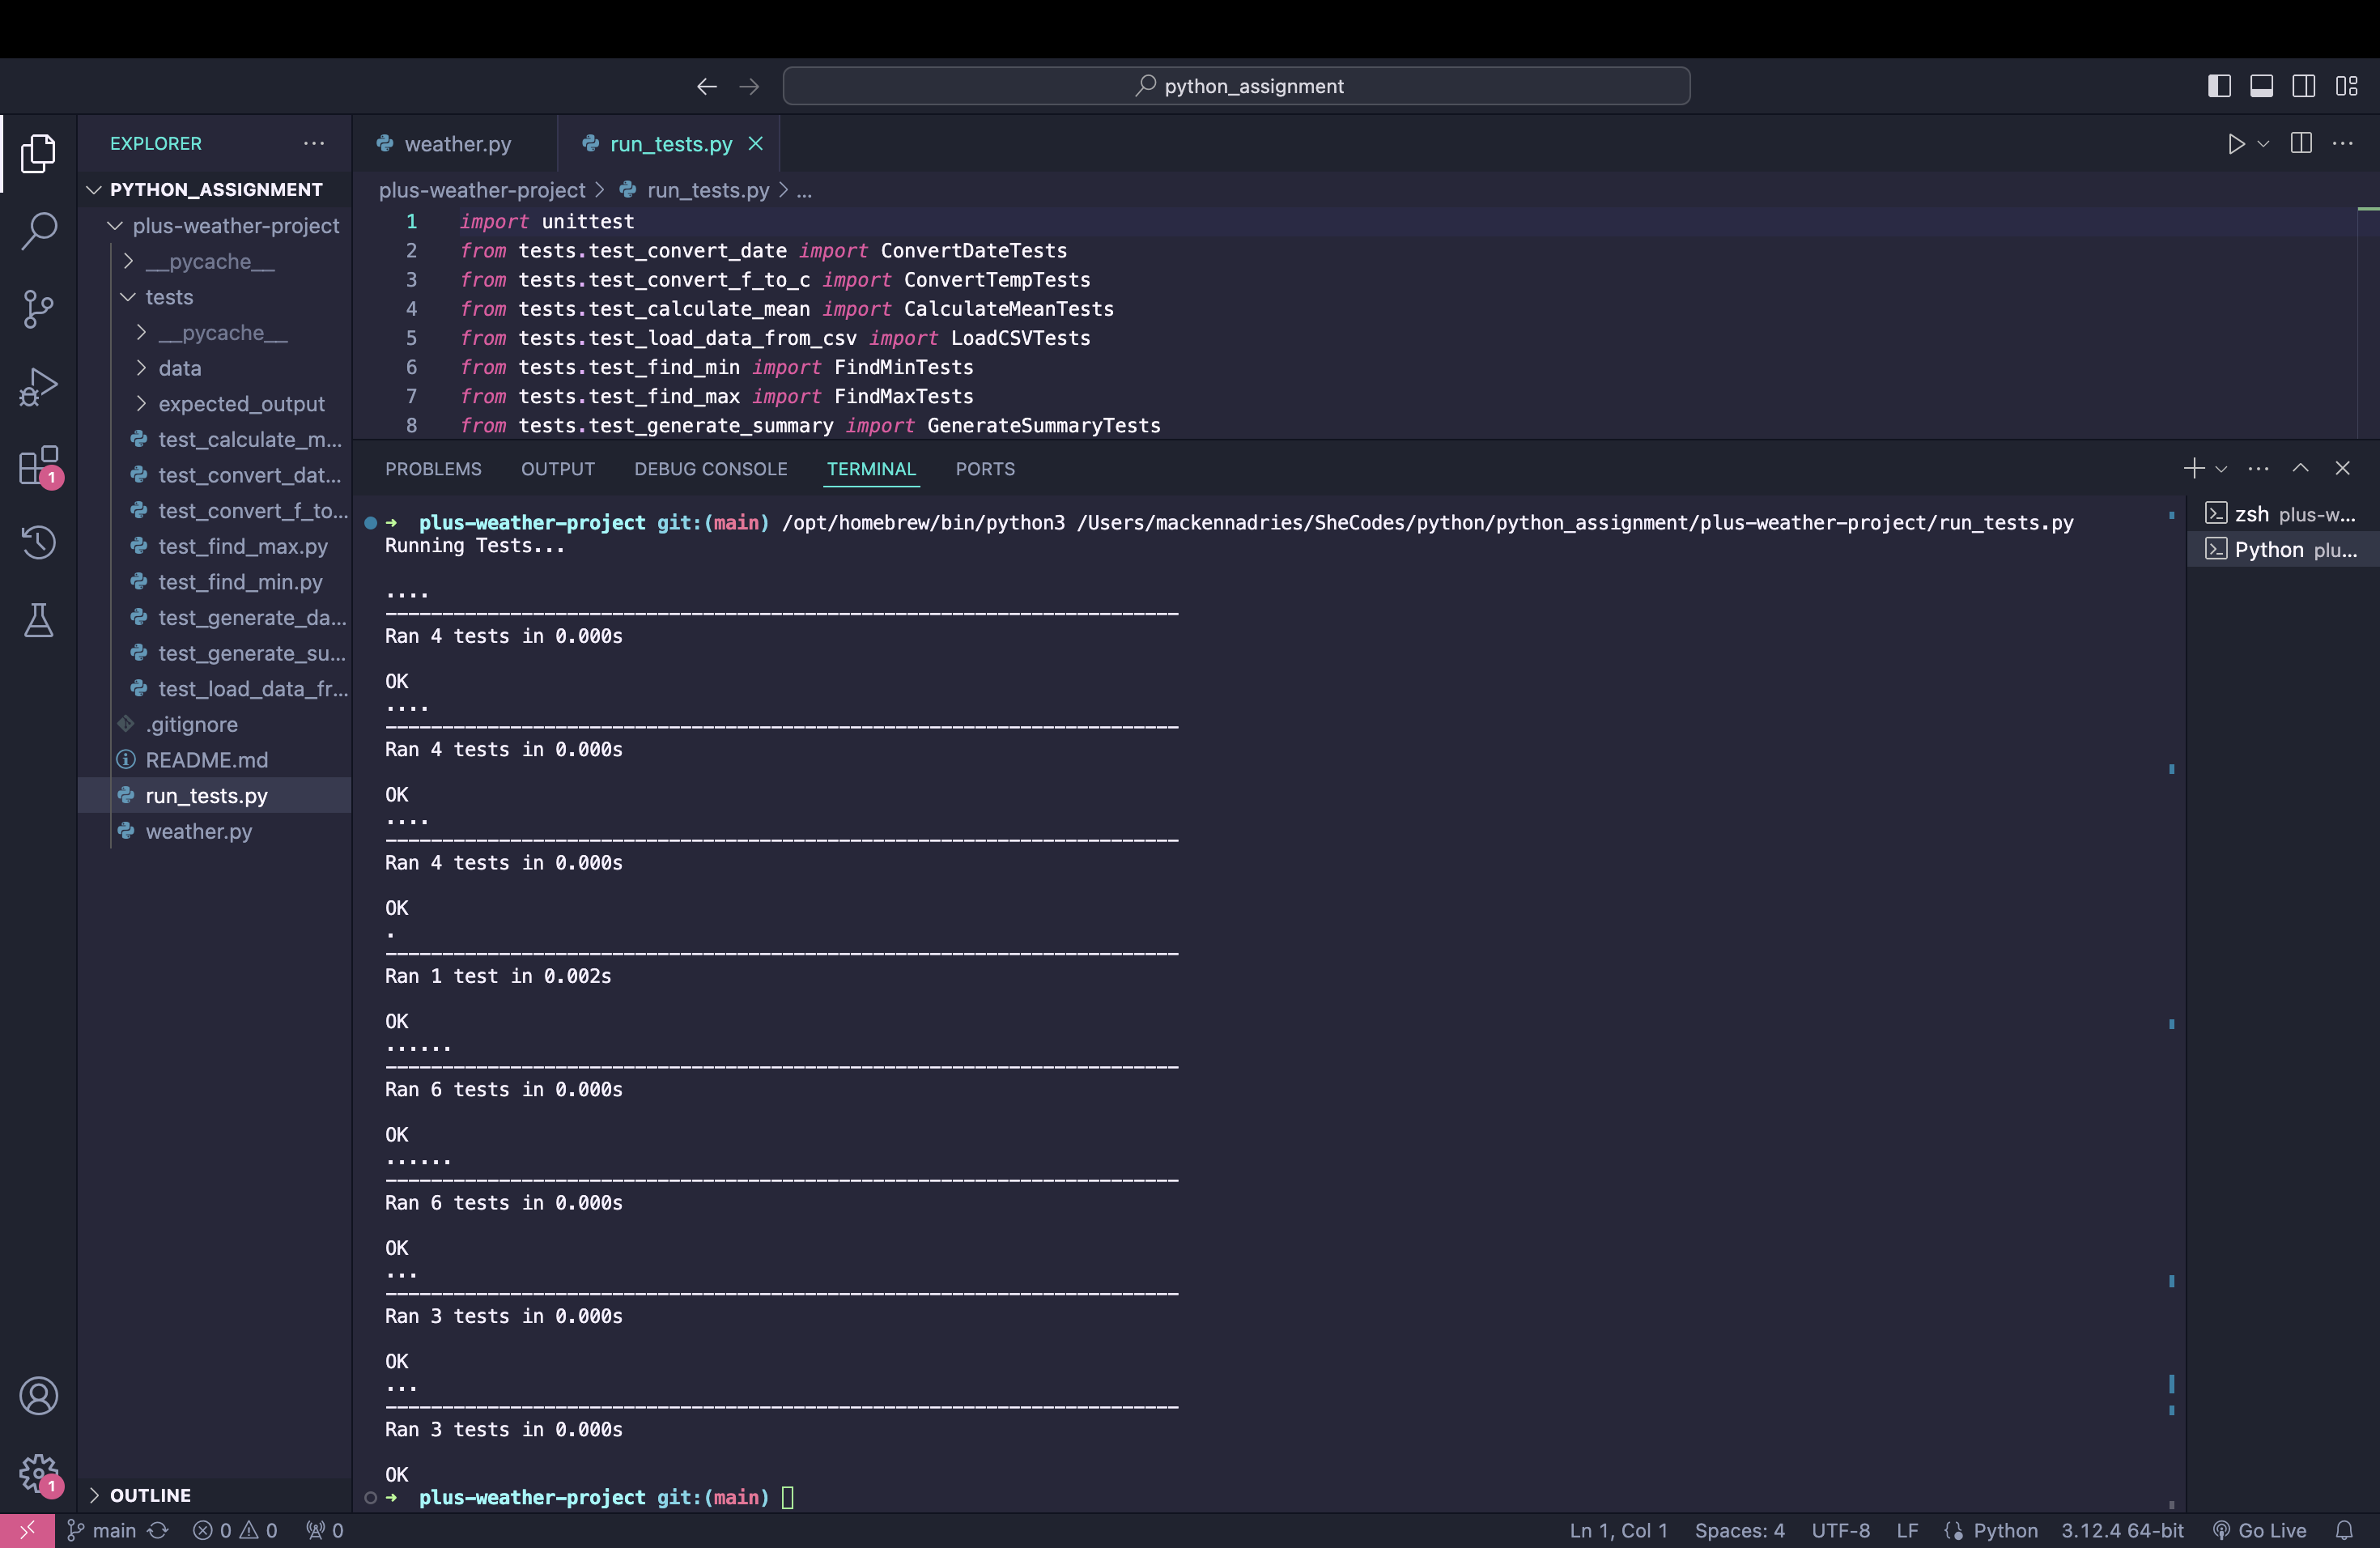 python_assignment
EXPLORER
PYTHON_ASSIGNMENT
plus-weather-project
__pycache__
tests
__pycache__
data
expected_output
test_calculate_m...
test_convert_dat...
test_convert_f_to...
test_find_max.py
test_find_min.py
test_generate_da...
test_generate_su...
test_load_data_fr...
.gitignore
README.md
run_tests.py
weather.py
OUTLINE
weather.py
run_tests.py
plus-weather-project > run_tests.py > ...
1 import unittest
2 from tests.test_convert_date import ConvertDateTests
3 from tests.test_convert_f_to_c import ConvertTempTests
4 from tests.test_calculate_mean import CalculateMeanTests
5 from tests.test_load_data_from_csv import LoadCSVTests
6 from tests.test_find_min import FindMinTests
7 from tests.test_find_max import FindMaxTests
8 from tests.test_generate_summary import GenerateSummaryTests
PROBLEMS OUTPUT DEBUG CONSOLE TERMINAL PORTS
→ plus-weather-project git:(main) /opt/homebrew/bin/python3 /Users/mackennadries/SheCodes/python/python_assignment/plus-weather-project/run_tests.py
Running Tests...
....
----------------------------------------------------------------------
Ran 4 tests in 0.000s
OK
....
----------------------------------------------------------------------
Ran 4 tests in 0.000s
OK
....
----------------------------------------------------------------------
Ran 4 tests in 0.000s
OK
.
----------------------------------------------------------------------
Ran 1 test in 0.002s
OK
......
----------------------------------------------------------------------
Ran 6 tests in 0.000s
OK
......
----------------------------------------------------------------------
Ran 6 tests in 0.000s
OK
...
----------------------------------------------------------------------
Ran 3 tests in 0.000s
OK
...
----------------------------------------------------------------------
Ran 3 tests in 0.000s
OK
→ plus-weather-project git:(main)
zsh plus-w...
Python plu...
1
1
main 0 0 0
Ln 1, Col 1 Spaces: 4 UTF-8 LF Python 3.12.4 64-bit Go Live